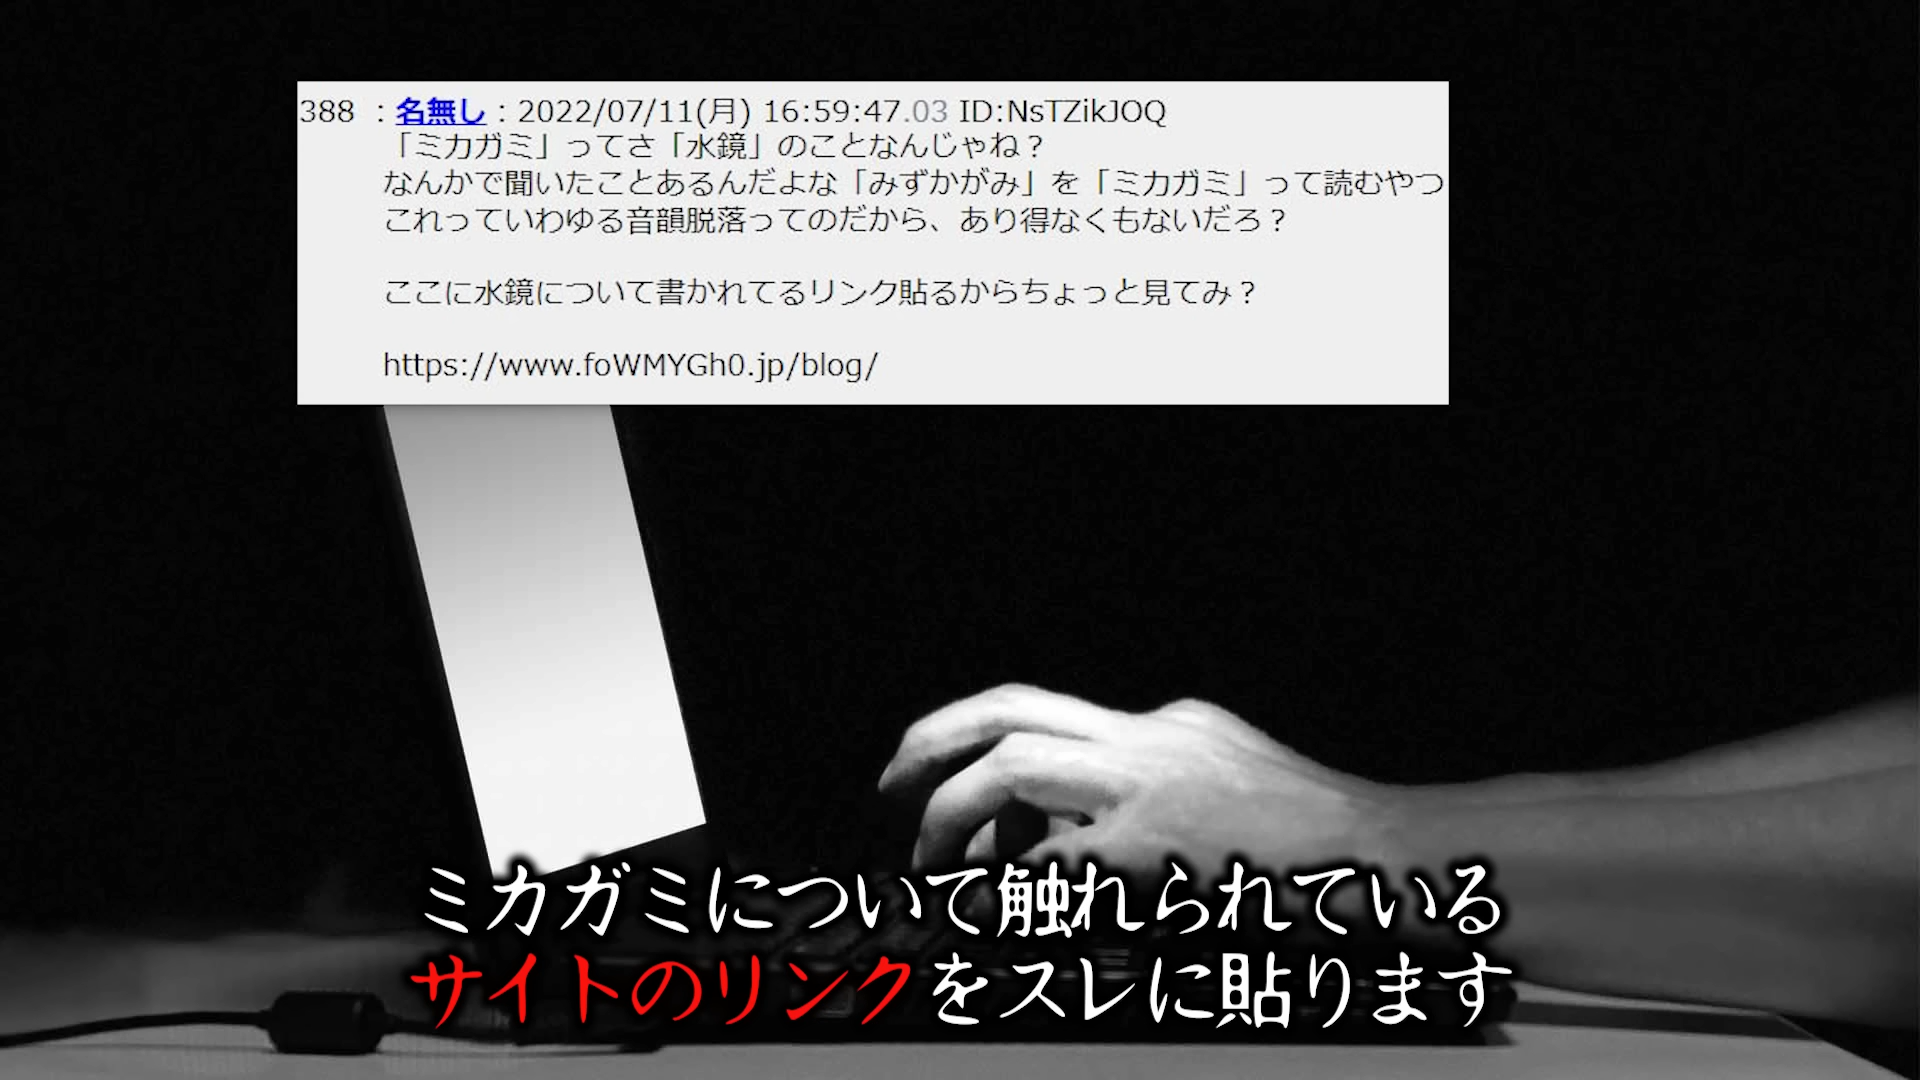 388 ：名無し：2022/07/11(月) 16:59:47.03 ID:NsTZikJOQ
「ミカガミ」ってさ「水鏡」のことなんじゃね？
なんかで聞いたことあるんだよな「みずかがみ」を「ミカガミ」って読むやつ
これっていわゆる音韻脱落ってのだから、あり得なくもないだろ？
ここに水鏡について書かれてるリンク貼るからちょっと見てみ？
https://www.foWMYGh0.jp/blog/
ミカガミについて触れられている
サイトのリンクをスレに貼ります